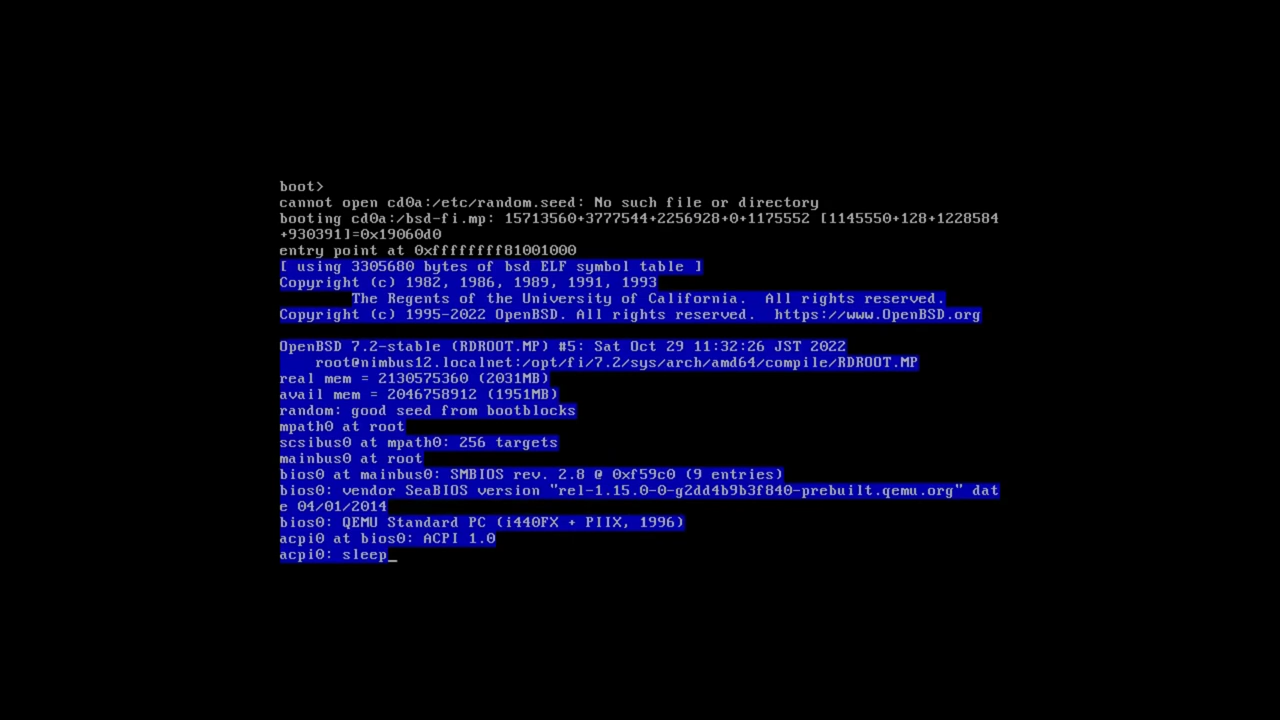 boot>
cannot open cd0a:/etc/random.seed: No such file or directory
booting cd0a:/bsd-fi.mp: 15713560+3777544+2256928+0+1175552 [1145550+128+1228584
+930391]=0x19060d0
entry point at 0xffffffff81001000
[ using 3305680 bytes of bsd ELF symbol table ]
Copyright (c) 1982, 1986, 1989, 1991, 1993
The Regents of the University of California.  All rights reserved.
Copyright (c) 1995-2022 OpenBSD. All rights reserved.  https://www.OpenBSD.org
OpenBSD 7.2-stable (RDROOT.MP) #5: Sat Oct 29 11:32:26 JST 2022
root@nimbus12.localnet:/opt/fi/7.2/sys/arch/amd64/compile/RDROOT.MP
real mem = 2130575360 (2031MB)
avail mem = 2046758912 (1951MB)
random: good seed from bootblocks
mpath0 at root
scsibus0 at mpath0: 256 targets
mainbus0 at root
bios0 at mainbus0: SMBIOS rev. 2.8 @ 0xf59c0 (9 entries)
bios0: vendor SeaBIOS version "rel-1.15.0-0-g2dd4b9b3f840-prebuilt.qemu.org" dat
e 04/01/2014
bios0: QEMU Standard PC (i440FX + PIIX, 1996)
acpi0 at bios0: ACPI 1.0
acpi0: sleep_